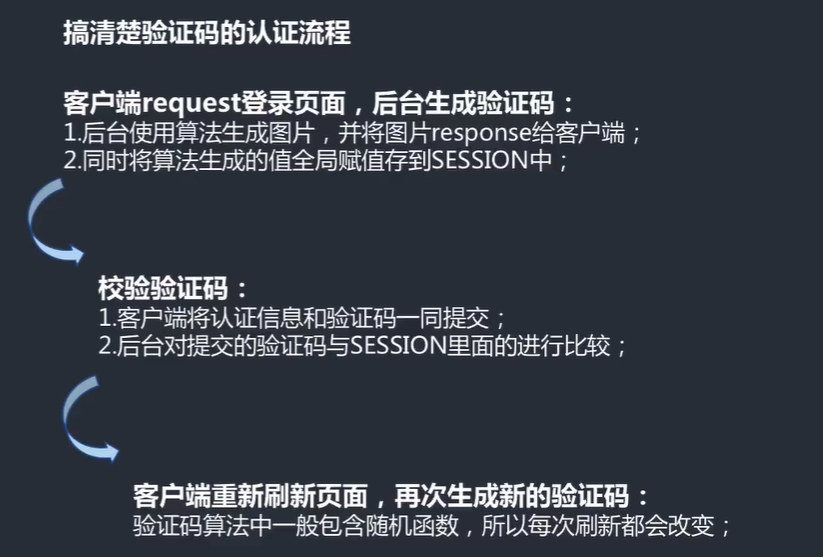 搞清楚验证码的认证流程
客户端request登录页面，后台生成验证码：
1.后台使用算法生成图片，并将图片response给客户端；
2.同时将算法生成的值全局赋值存到SESSION中；
校验验证码：
1.客户端将认证信息和验证码一同提交；
2.后台对提交的验证码与SESSION里面的进行比较；
客户端重新刷新页面，再次生成新的验证码：
验证码算法中一般包含随机函数，所以每次刷新都会改变；